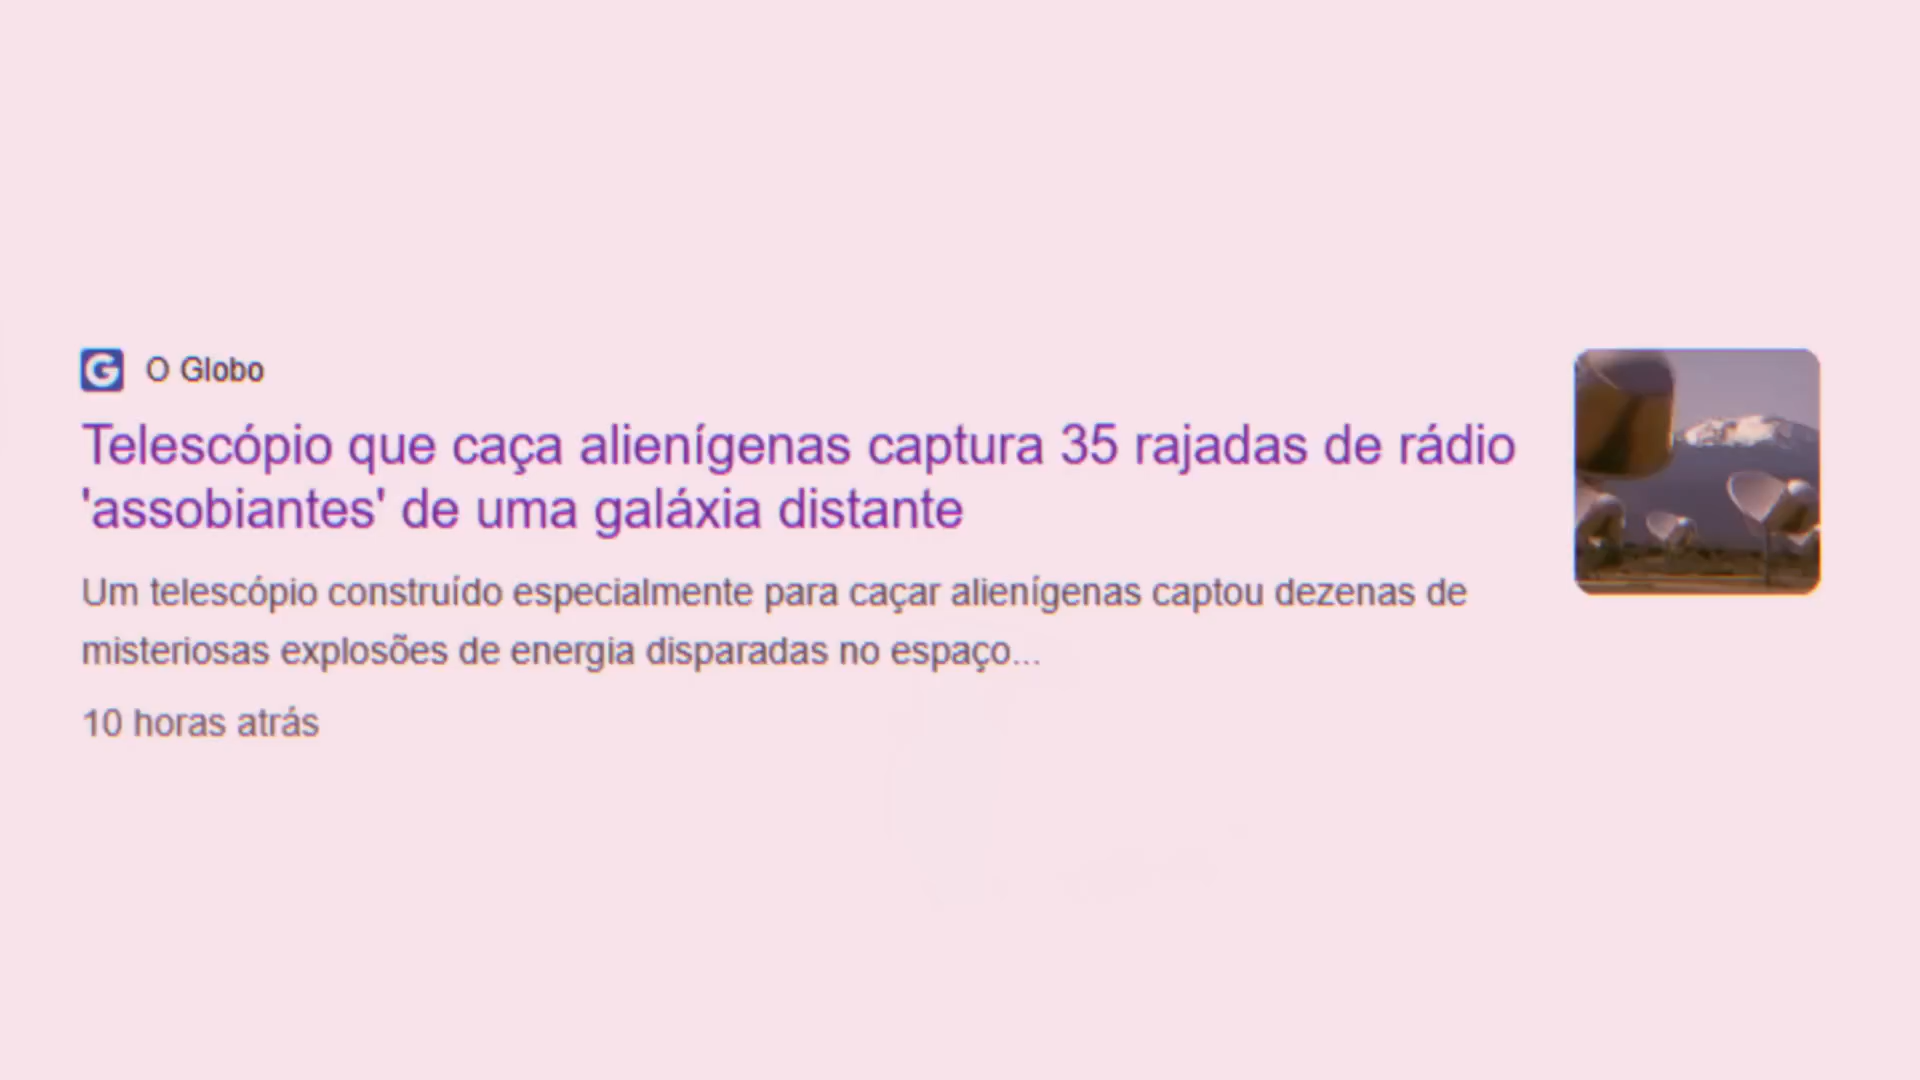 G O Globo
Telescópio que caça alienígenas captura 35 rajadas de rádio
'assobiantes' de uma galáxia distante
Um telescópio construído especialmente para caçar alienígenas captou dezenas de
misteriosas explosões de energia disparadas no espaço...
10 horas atrás